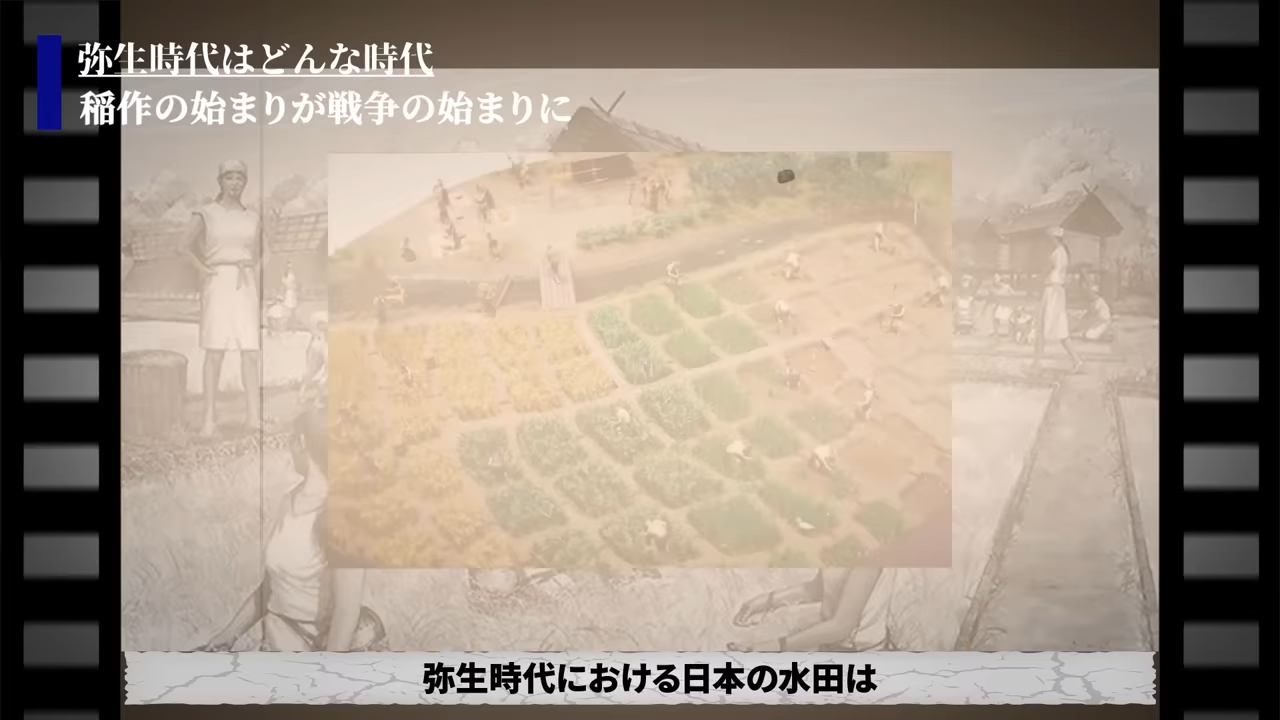 弥生時代はどんな時代
稲作の始まりが戦争の始まりに
弥生時代における日本の水田は